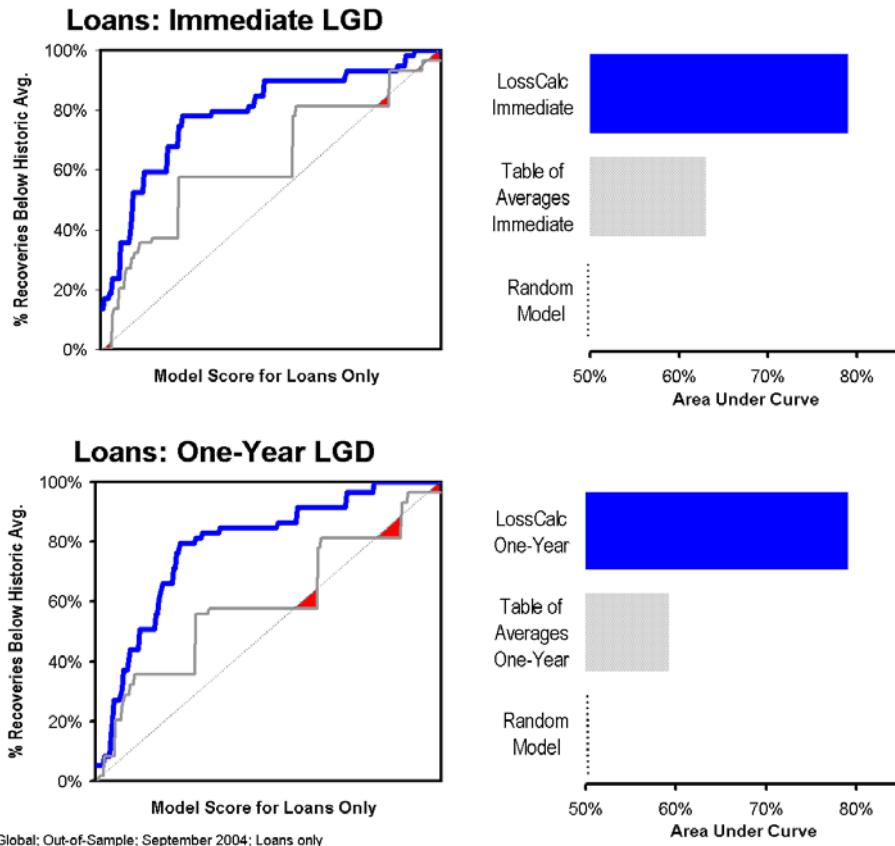 Loans: Immediate LGD
% Recoveries Below Historic Avg.
100%
80%
60%
40%
20%
0%
Model Score for Loans Only
LossCalc
Immediate
Table of
Averages
Immediate
Random
Model
50%
60%
70%
80%
Area Under Curve
Loans: One-Year LGD
% Recoveries Below Historic Avg.
100%
80%
60%
40%
20%
0%
Model Score for Loans Only
LossCalc
One-Year
Table of
Averages
One-Year
Random
Model
50%
60%
70%
80%
Area Under Curve
Global; Out-of-Sample; September 2004; Loans only